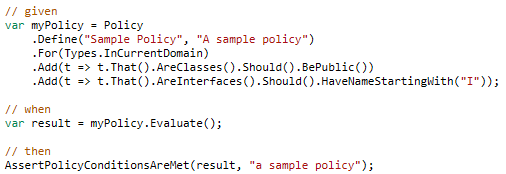 // given
var myPolicy = Policy
    .Define("Sample Policy", "A sample policy")
    .For(Types.InCurrentDomain)
    .Add(t => t.That().AreClasses().Should().BePublic())
    .Add(t => t.That().AreInterfaces().Should().HaveNameStartingWith("I"));

// when
var result = myPolicy.Evaluate();

// then
AssertPolicyConditionsAreMet(result, "a sample policy");